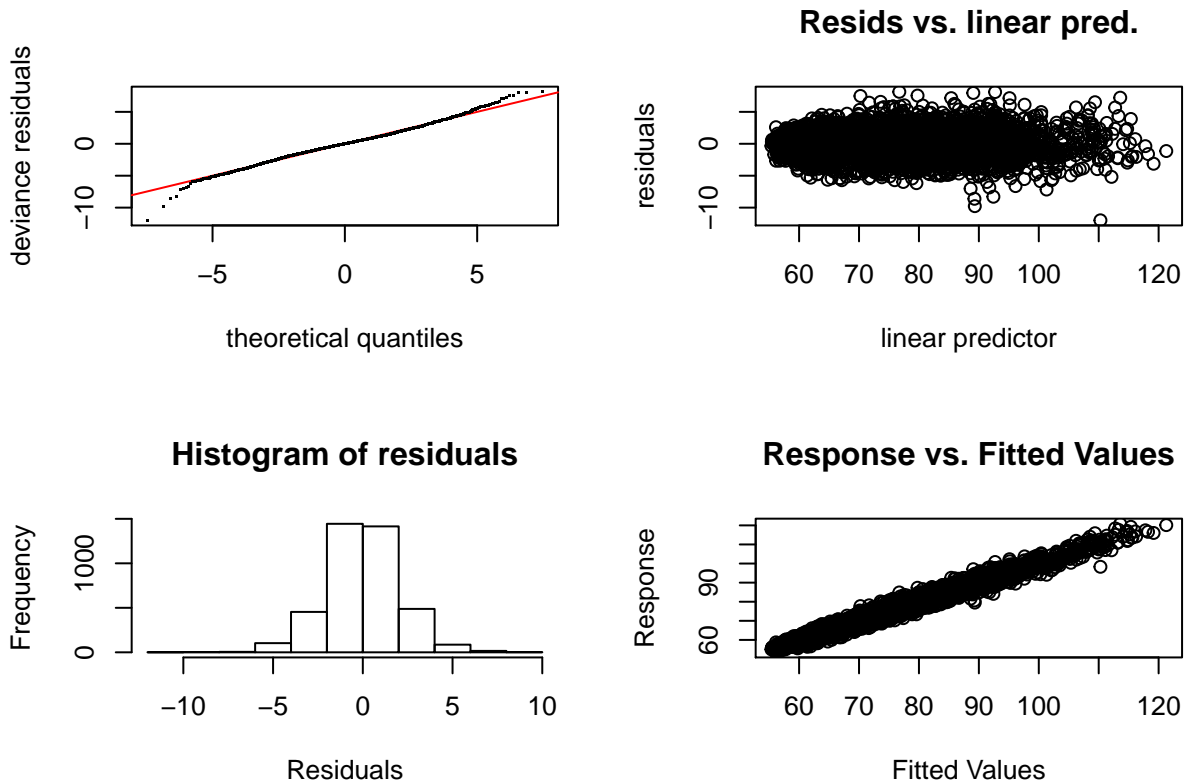 deviance residuals
0
−10
−5 0 5
theoretical quantiles
Resids vs. linear pred.
residuals
0
−10
60 70 80 90 100 120
linear predictor
Histogram of residuals
Frequency
1000
0
−10 −5 0 5 10
Residuals
Response vs. Fitted Values
Response
90
60
60 70 80 90 100 120
Fitted Values